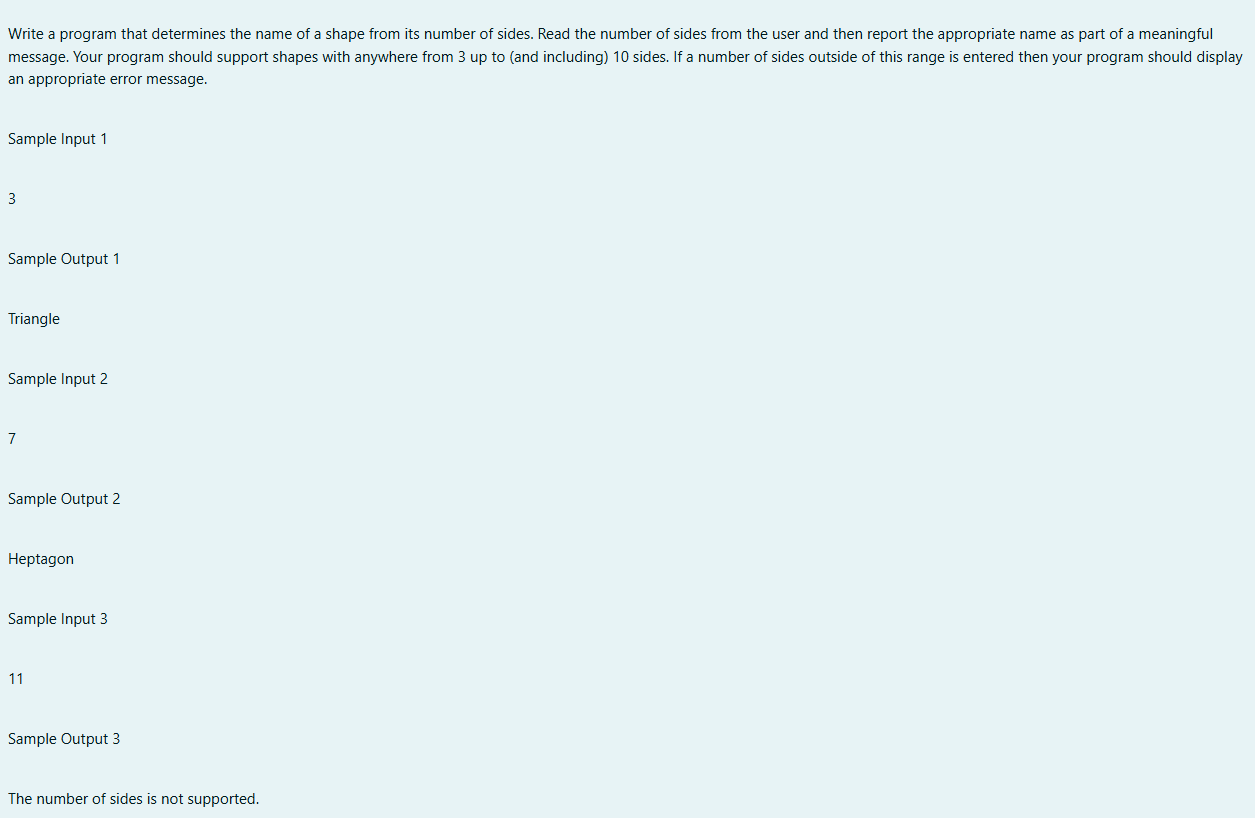 Write a program that determines the name of a shape from its number of sides. Read the number of sides from the user and then report the appropriate name as part of a meaningful
message. Your program should support shapes with anywhere from 3 up to (and including) 10 sides. If a number of sides outside of this range is entered then your program should display
an appropriate error message.
Sample Input 1
3
Sample Output 1
Triangle
Sample Input 2
7
Sample Output 2
Heptagon
Sample Input 3
11
Sample Output 3
The number of sides is not supported.